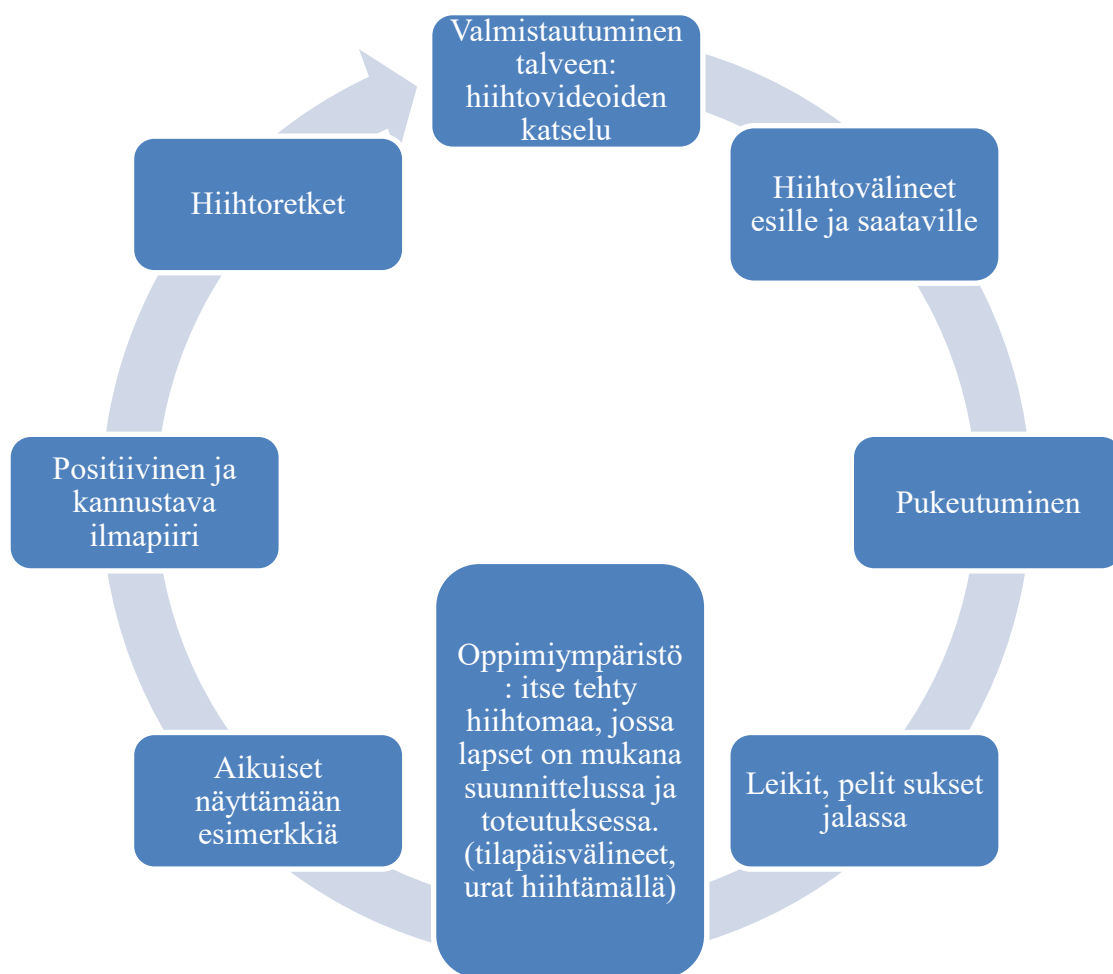 Valmistautuminen
talveen:
hiihtovideoiden
katselu
Hiihtovälineet
esille ja saataville
Pukeutuminen
Leikit, pelit sukset
jalassa
Oppimiympäristö
: itse tehty
hiihtomaa, jossa
lapset on mukana
suunnittelussa ja
toteutuksessa.
(tilapäisvälineet,
urat hiihtämällä)
Aikuiset
näyttämään
esimerkkiä
Positiivinen ja
kannustava
ilmapiiri
Hiihtoretket